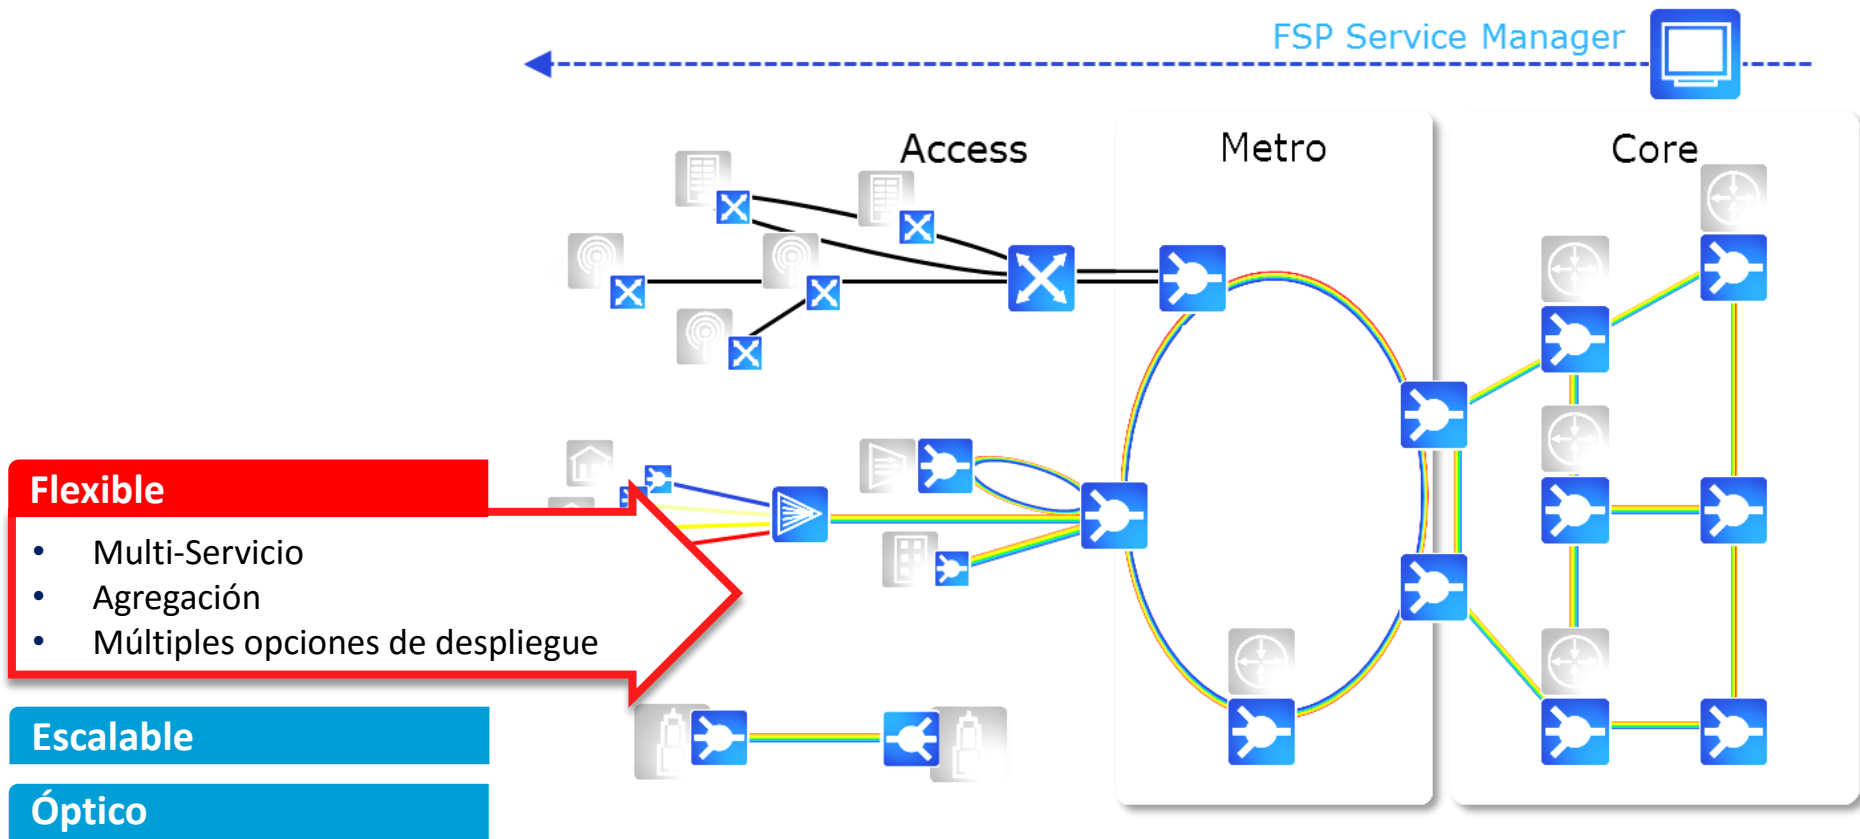 FSP Service Manager
Access
Metro
Core
Flexible
• Multi-Servicio
• Agregación
• Múltiples opciones de despliegue
Escalable
Óptico